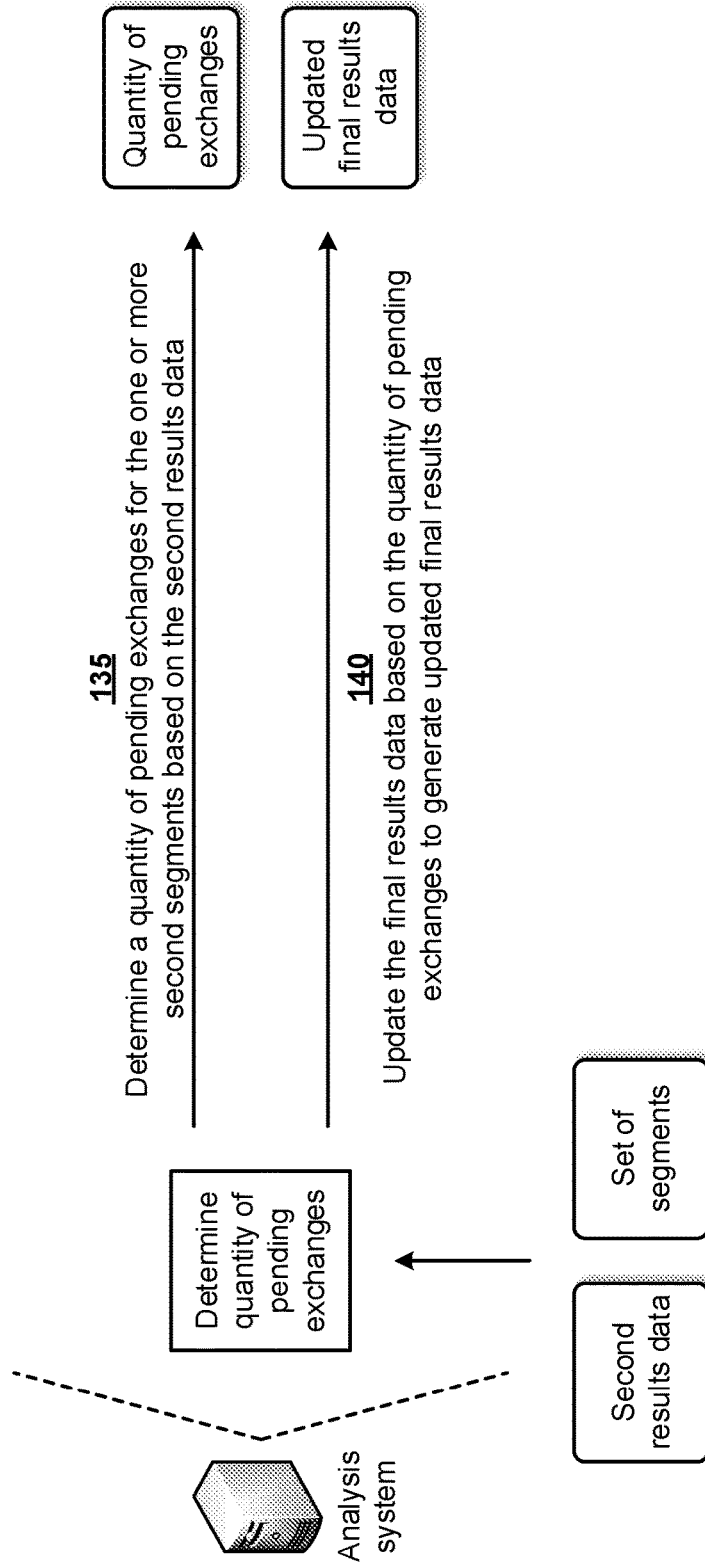 Analysis
system
Determine
quantity of
pending
exchanges
Second
results data
Set of
segments
135
Determine a quantity of pending exchanges for the one or more
second segments based on the second results data
140
Update the final results data based on the quantity of pending
exchanges to generate updated final results data
Quantity of
pending
exchanges
Updated
final results
data